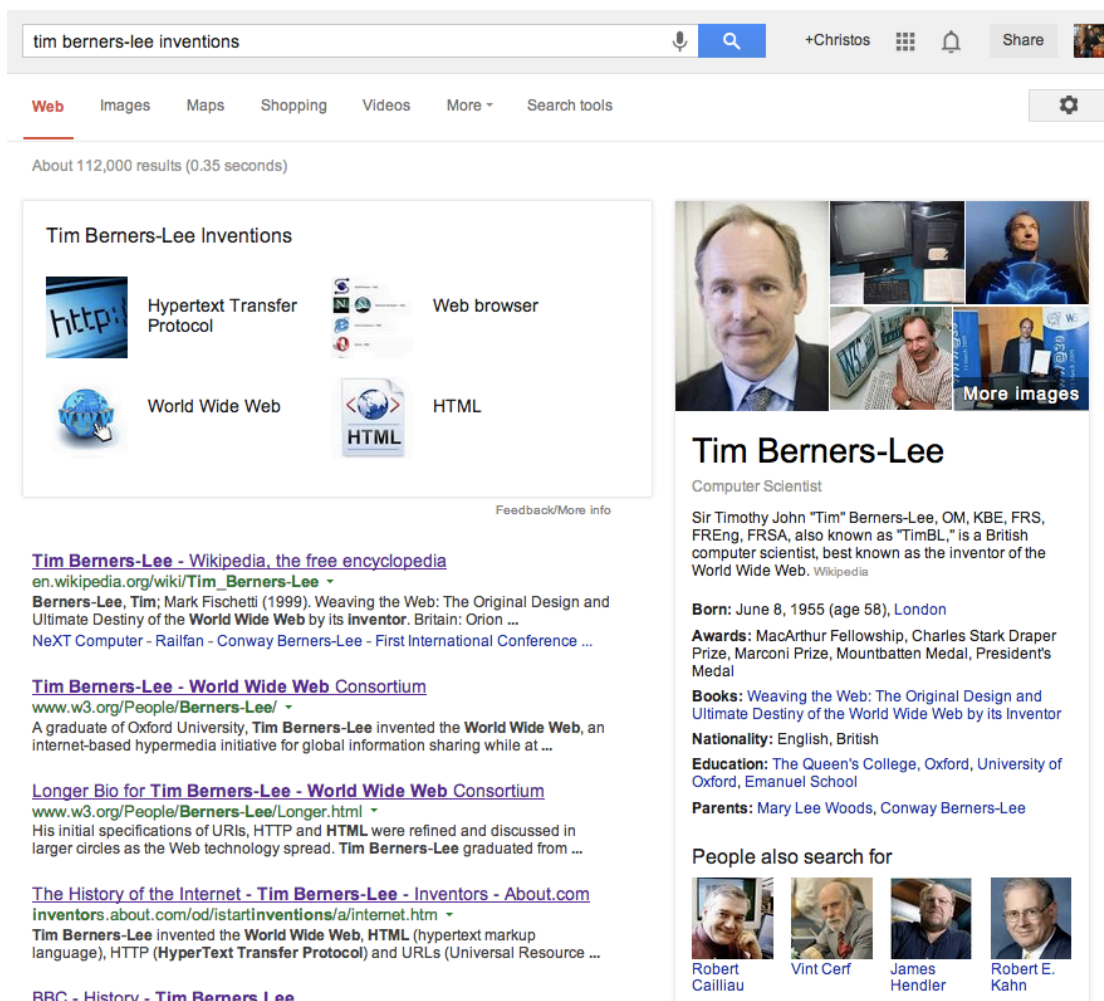 tim berners-lee inventions
+Christos
Share
Web
Images
Maps
Shopping
Videos
More
Search tools
About 112,000 results (0.35 seconds)
Tim Berners-Lee Inventions
http:
Hypertext Transfer
Protocol
Web browser
WWW
World Wide Web
HTML
HTML
Feedback/More info
Tim Berners-Lee - Wikipedia, the free encyclopedia
en.wikipedia.org/wiki/Tim_Berners-Lee
Berners-Lee, Tim; Mark Fischetti (1999). Weaving the Web: The Original Design and
Ultimate Destiny of the World Wide Web by its inventor. Britain: Orion ...
NeXT Computer - Railfan - Conway Berners-Lee - First International Conference ...
Tim Berners-Lee - World Wide Web Consortium
www.w3.org/People/Berners-Lee/
A graduate of Oxford University, Tim Berners-Lee invented the World Wide Web, an
internet-based hypermedia initiative for global information sharing while at ...
Longer Bio for Tim Berners-Lee - World Wide Web Consortium
www.w3.org/People/Berners-Lee/Longer.html
His initial specifications of URIs, HTTP and HTML were refined and discussed in
larger circles as the Web technology spread. Tim Berners-Lee graduated from ...
The History of the Internet - Tim Berners-Lee - Inventors - About.com
inventors.about.com/od/istartinventions/a/internet.htm
Tim Berners-Lee invented the World Wide Web, HTML (hypertext markup
language), HTTP (HyperText Transfer Protocol) and URLs (Universal Resource ...
BBC - History - Tim Berners Lee
More images
Tim Berners-Lee
Computer Scientist
Sir Timothy John "Tim" Berners-Lee, OM, KBE, FRS,
FREng, FRSA, also known as "TimBL," is a British
computer scientist, best known as the inventor of the
World Wide Web. Wikipedia
Born: June 8, 1955 (age 58), London
Awards: MacArthur Fellowship, Charles Stark Draper
Prize, Marconi Prize, Mountbatten Medal, President's
Medal
Books: Weaving the Web: The Original Design and
Ultimate Destiny of the World Wide Web by its Inventor
Nationality: English, British
Education: The Queen's College, Oxford, University of
Oxford, Emanuel School
Parents: Mary Lee Woods, Conway Berners-Lee
People also search for
Robert
Cailliau
Vint Cerf
James
Hendler
Robert E.
Kahn